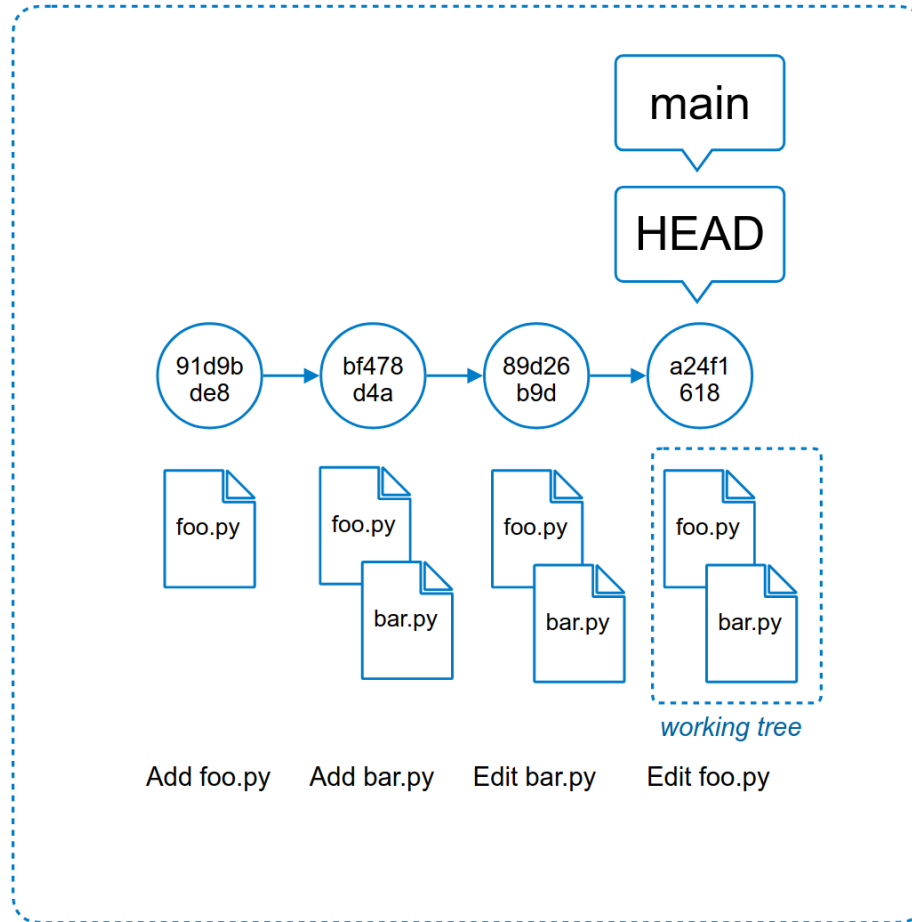 main
HEAD
91d9b
de8
bf478
d4a
89d26
b9d
a24f1
618
foo.py
foo.py
bar.py
foo.py
bar.py
foo.py
bar.py
working tree
Add foo.py
Add bar.py
Edit bar.py
Edit foo.py